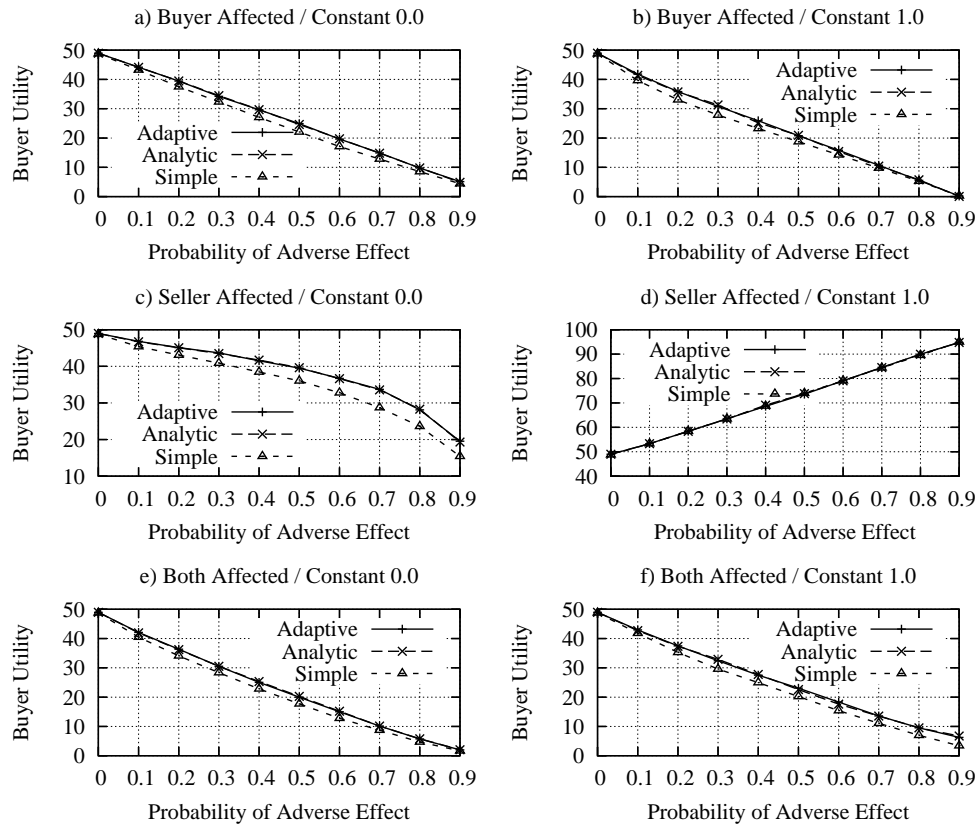 a) Buyer Affected / Constant 0.0
Buyer Utility
50
40
30
20
10
0
Adaptive
Analytic
Simple
0 0.1 0.2 0.3 0.4 0.5 0.6 0.7 0.8 0.9
Probability of Adverse Effect
b) Buyer Affected / Constant 1.0
Buyer Utility
50
40
30
20
10
0
Adaptive
Analytic
Simple
0 0.1 0.2 0.3 0.4 0.5 0.6 0.7 0.8 0.9
Probability of Adverse Effect
c) Seller Affected / Constant 0.0
Buyer Utility
50
40
30
20
10
Adaptive
Analytic
Simple
0 0.1 0.2 0.3 0.4 0.5 0.6 0.7 0.8 0.9
Probability of Adverse Effect
d) Seller Affected / Constant 1.0
Buyer Utility
100
90
80
70
60
50
40
Adaptive
Analytic
Simple
0 0.1 0.2 0.3 0.4 0.5 0.6 0.7 0.8 0.9
Probability of Adverse Effect
e) Both Affected / Constant 0.0
Buyer Utility
50
40
30
20
10
0
Adaptive
Analytic
Simple
0 0.1 0.2 0.3 0.4 0.5 0.6 0.7 0.8 0.9
Probability of Adverse Effect
f) Both Affected / Constant 1.0
Buyer Utility
50
40
30
20
10
0
Adaptive
Analytic
Simple
0 0.1 0.2 0.3 0.4 0.5 0.6 0.7 0.8 0.9
Probability of Adverse Effect